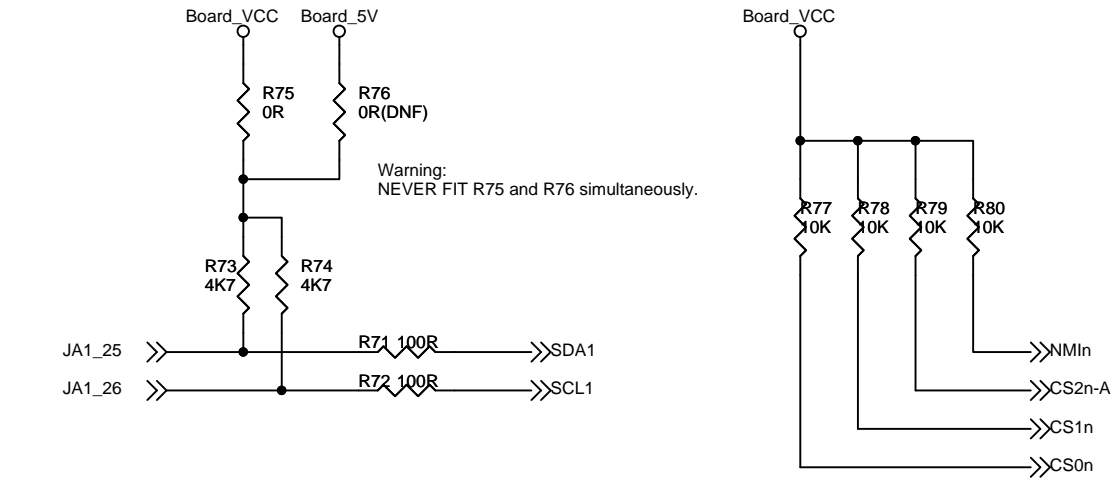 Board_VCC
Board_5V
Board_VCC
R75
0R
R76
0R(DNF)
Warning:
NEVER FIT R75 and R76 simultaneously.
R77
10K
R78
10K
R79
10K
R80
10K
R73
4K7
R74
4K7
JA1_25
R71 100R
SDA1
JA1_26
R72 100R
SCL1
NMIn
CS2n-A
CS1n
CS0n